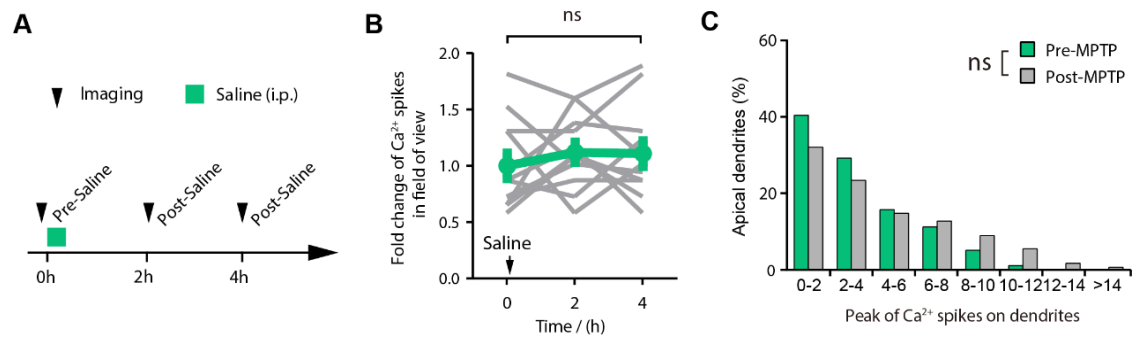 A
Imaging
Saline (i.p.)
Pre-Saline
Post-Saline
Post-Saline
0h
2h
4h
B
ns
Fold change of Ca²⁺ spikes
in field of view
2.0
1.5
1.0
0.5
0.0
Saline
0
2
4
Time / (h)
C
ns
Pre-MPTP
Post-MPTP
Apical dendrites (%)
60
40
20
0
0-2
2-4
4-6
6-8
8-10
10-12
12-14
>14
Peak of Ca²⁺ spikes on dendrites